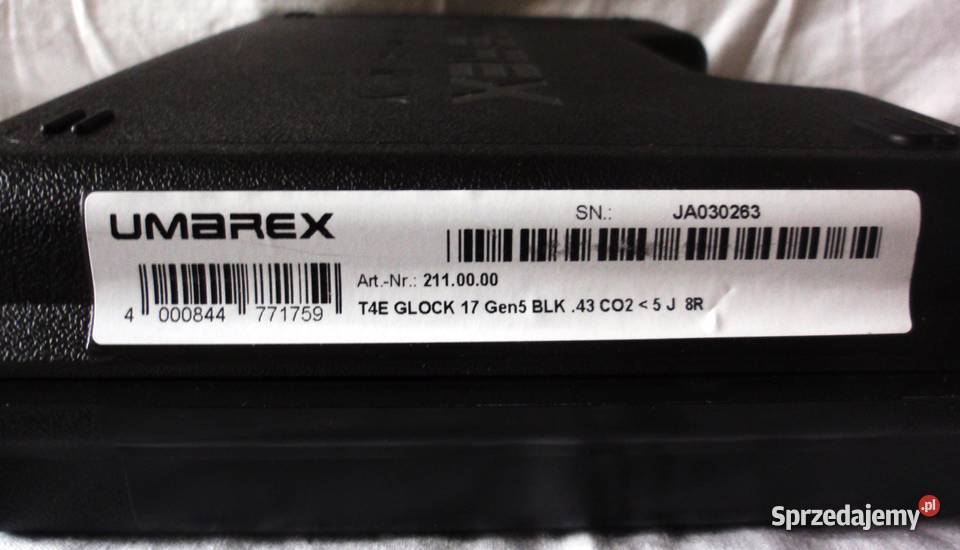 UMAREX
SN.: JA030263
Art.-Nr.: 211.00.00
T4E GLOCK 17 Gen5 BLK .43 CO2 < 5 J 8R
4 000844 771759
Sprzedajemy.pl